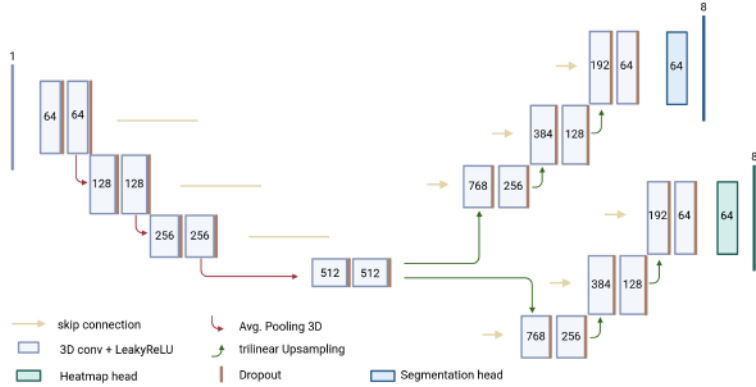 1
64 64
128 128
256 256
512 512
768 256
384 128
192 64
64
8
768 256
384 128
192 64
64
8
skip connection
Avg. Pooling 3D
3D conv + LeakyReLU
trilinear Upsampling
Heatmap head
Dropout
Segmentation head